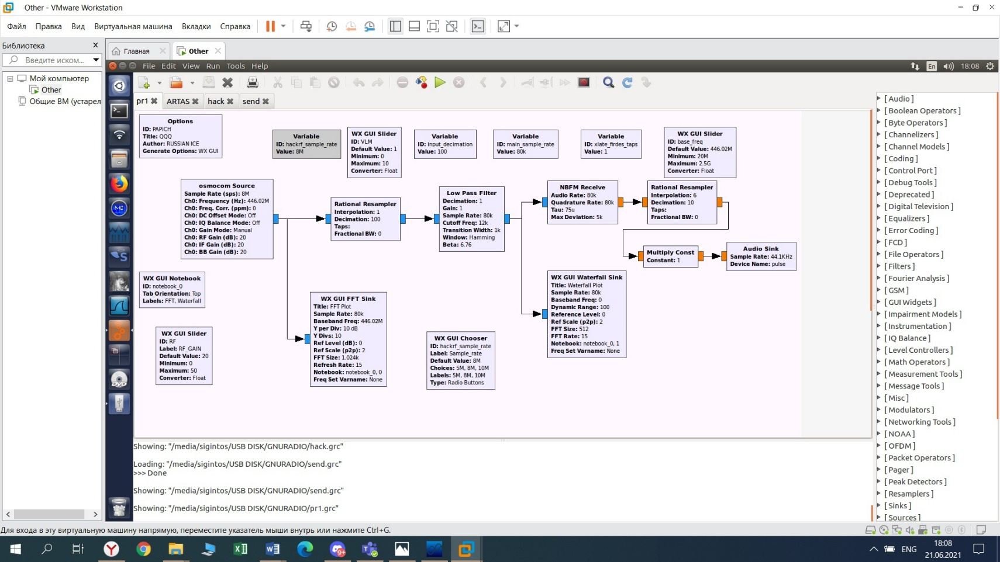 Other - VMware Workstation
Файл Правка Вид Виртуальная машина Вкладки Справка
Библиотека
Введите иском...
Мой компьютер
Other
Общие ВМ (устарел
Главная Other
File Edit View Run Tools Help
En 18:08
pr1 ARTAS hack send
Options
ID: PAPICH
Title: QQQ
Author: RUSSIAN ICE
Generate Options: WX GUI
Variable
ID: hackrf_sample_rate
Value: 8M
WX GUI Slider
ID: VLM
Default Value: 1
Minimum: 0
Maximum: 10
Converter: Float
Variable
ID: input_decimation
Value: 100
Variable
ID: main_sample_rate
Value: 80k
Variable
ID: xlate_firdes_taps
Value: 1
WX GUI Slider
ID: base_freq
Default Value: 446.02M
Minimum: 20M
Maximum: 2.5G
Converter: Float
osmocom Source
Sample Rate (sps): 8M
Ch0: Frequency (Hz): 446.02M
Ch0: Freq. Corr. (ppm): 0
Ch0: DC Offset Mode: Off
Ch0: IQ Balance Mode: Off
Ch0: Gain Mode: Manual
Ch0: RF Gain (dB): 20
Ch0: IF Gain (dB): 20
Ch0: BB Gain (dB): 20
Rational Resampler
Interpolation: 1
Decimation: 100
Taps:
Fractional BW: 0
Low Pass Filter
Decimation: 1
Gain: 1
Sample Rate: 80k
Cutoff Freq: 12k
Transition Width: 1k
Window: Hamming
Beta: 6.76
NBFM Receive
Audio Rate: 80k
Quadrature Rate: 80k
Tau: 75u
Max Deviation: 5k
Rational Resampler
Interpolation: 6
Decimation: 10
Taps:
Fractional BW: 0
Multiply Const
Constant: 1
Audio Sink
Sample Rate: 44.1KHz
Device Name: pulse
WX GUI Notebook
ID: notebook_0
Tab Orientation: Top
Labels: FFT, Waterfall
WX GUI FFT Sink
Title: FFT Plot
Sample Rate: 80k
Baseband Freq: 446.02M
Y per Div: 10 dB
Y Divs: 10
Ref Level (dB): 0
Ref Scale (p2p): 2
FFT Size: 1.024k
Refresh Rate: 15
Notebook: notebook_0, 0
Freq Set Varname: None
WX GUI Waterfall Sink
Title: Waterfall Plot
Sample Rate: 80k
Baseband Freq: 0
Dynamic Range: 100
Reference Level: 0
Ref Scale (p2p): 2
FFT Size: 512
FFT Rate: 15
Notebook: notebook_0, 1
Freq Set Varname: None
WX GUI Slider
ID: RF
Label: RF_GAIN
Default Value: 20
Minimum: 0
Maximum: 50
Converter: Float
WX GUI Chooser
ID: hackrf_sample_rate
Label: Sample_rate
Default Value: 8M
Choices: 5M, 8M, 10M
Labels: 5M, 8M, 10M
Type: Radio Buttons
[ Audio ]
[ Boolean Operators ]
[ Byte Operators ]
[ Channelizers ]
[ Channel Models ]
[ Coding ]
[ Control Port ]
[ Debug Tools ]
[ Deprecated ]
[ Digital Television ]
[ Equalizers ]
[ Error Coding ]
[ FCD ]
[ File Operators ]
[ Filters ]
[ Fourier Analysis ]
[ GSM ]
[ GUI Widgets ]
[ Impairment Models ]
[ Instrumentation ]
[ IQ Balance ]
[ Level Controllers ]
[ Math Operators ]
[ Measurement Tools ]
[ Message Tools ]
[ Misc ]
[ Modulators ]
[ Networking Tools ]
[ NOAA ]
[ OFDM ]
[ Packet Operators ]
[ Pager ]
[ Peak Detectors ]
[ Resamplers ]
[ Sinks ]
[ Sources ]
Showing: "/media/sigintos/USB DISK/GNURADIO/hack.grc"
Loading: "/media/sigintos/USB DISK/GNURADIO/send.grc"
>>> Done
Showing: "/media/sigintos/USB DISK/GNURADIO/send.grc"
Showing: "/media/sigintos/USB DISK/GNURADIO/pr1.grc"
Для входа в эту виртуальную машину напрямую, переместите указатель мыши внутрь или нажмите Ctrl+G.
ENG
18:08
21.06.2021